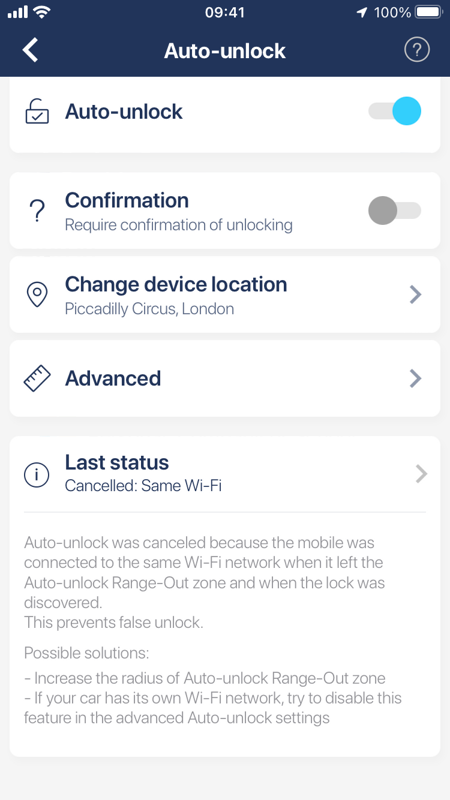 09:41
100%
Auto-unlock
?
Auto-unlock
?
Confirmation
Require confirmation of unlocking
Change device location
Piccadilly Circus, London
Advanced
Last status
Cancelled: Same Wi-Fi
Auto-unlock was canceled because the mobile was
connected to the same Wi-Fi network when it left the
Auto-unlock Range-Out zone and when the lock was
discovered.
This prevents false unlock.
Possible solutions:
- Increase the radius of Auto-unlock Range-Out zone
- If your car has its own Wi-Fi network, try to disable this
feature in the advanced Auto-unlock settings